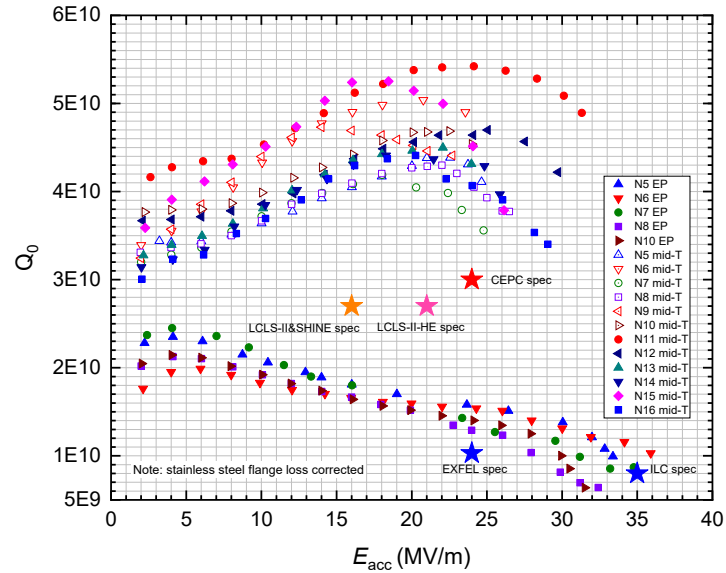 6E10
5E10
4E10
3E10
2E10
1E10
5E9
Q0
N5 EP
N6 EP
N7 EP
N8 EP
N10 EP
N5 mid-T
N6 mid-T
N7 mid-T
N8 mid-T
N9 mid-T
N10 mid-T
N11 mid-T
N12 mid-T
N13 mid-T
N14 mid-T
N15 mid-T
N16 mid-T
CEPC spec
LCLS-II&SHINE spec
LCLS-II-HE spec
Note: stainless steel flange loss corrected
EXFEL spec
ILC spec
0 5 10 15 20 25 30 35 40
Eacc (MV/m)